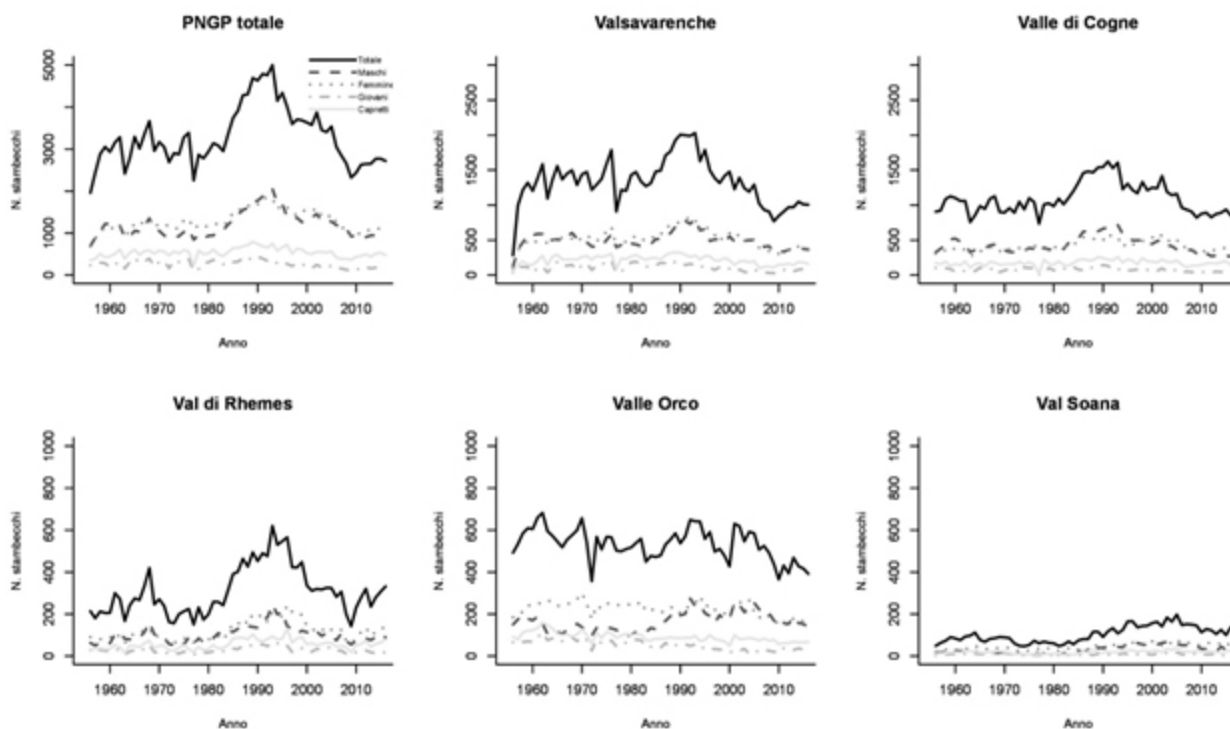 PNGP totale
N. stambecchi
5000
3000
1000
0
Totale
Maschi
Femmine
Giovani
Capretti
1960 1970 1980 1990 2000 2010
Anno
Valsavarenche
N. stambecchi
2500
1500
500
0
1960 1970 1980 1990 2000 2010
Anno
Valle di Cogne
N. stambecchi
2500
1500
500
0
1960 1970 1980 1990 2000 2010
Anno
Val di Rhemes
N. stambecchi
1000
800
600
400
200
0
1960 1970 1980 1990 2000 2010
Anno
Valle Orco
N. stambecchi
1000
800
600
400
200
0
1960 1970 1980 1990 2000 2010
Anno
Val Soana
N. stambecchi
1000
800
600
400
200
0
1960 1970 1980 1990 2000 2010
Anno